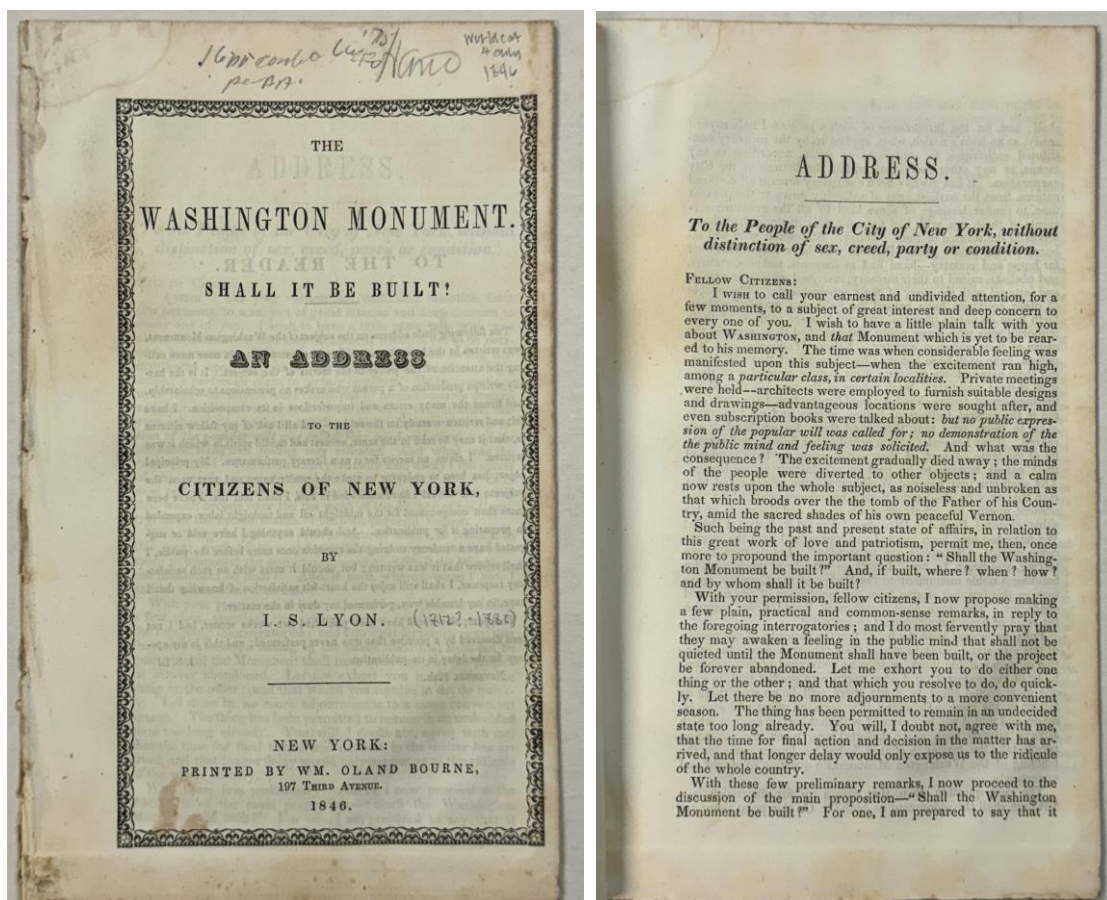 Worldcat
4 only
1846
THE
WASHINGTON MONUMENT.
SHALL IT BE BUILT?
AN ADDRESS
TO THE
CITIZENS OF NEW YORK,
BY
I. S. LYON. (1812?-1882)
NEW YORK:
PRINTED BY WM. OLAND BOURNE,
197 THIRD AVENUE.
1846.
ADDRESS.
To the People of the City of New York, without
distinction of sex, creed, party or condition.
FELLOW CITIZENS:
I WISH to call your earnest and undivided attention, for a
few moments, to a subject of great interest and deep concern to
every one of you. I wish to have a little plain talk with you
about WASHINGTON, and that Monument which is yet to be rear-
ed to his memory. The time was when considerable feeling was
manifested upon this subject—when the excitement ran high,
among a particular class, in certain localities. Private meetings
were held--architects were employed to furnish suitable designs
and drawings—advantageous locations were sought after, and
even subscription books were talked about: but no public expres-
sion of the popular will was called for; no demonstration of the
the public mind and feeling was solicited. And what was the
consequence? The excitement gradually died away; the minds
of the people were diverted to other objects; and a calm
now rests upon the whole subject, as noiseless and unbroken as
that which broods over the the tomb of the Father of his Coun-
try, amid the sacred shades of his own peaceful Vernon.
Such being the past and present state of affairs, in relation to
this great work of love and patriotism, permit me, then, once
more to propound the important question: "Shall the Washing-
ton Monument be built?" And, if built, where? when? how?
and by whom shall it be built?
With your permission, fellow citizens, I now propose making
a few plain, practical and common-sense remarks, in reply to
the foregoing interrogatories; and I do most fervently pray that
they may awaken a feeling in the public mind that shall not be
quieted until the Monument shall have been built, or the project
be forever abandoned. Let me exhort you to do either one
thing or the other; and that which you resolve to do, do quick-
ly. Let there be no more adjournments to a more convenient
season. The thing has been permitted to remain in an undecided
state too long already. You will, I doubt not, agree with me,
that the time for final action and decision in the matter has ar-
rived, and that longer delay would only expose us to the ridicule
of the whole country.
With these few preliminary remarks, I now proceed to the
discussion of the main proposition—"Shall the Washington
Monument be built?" For one, I am prepared to say that it